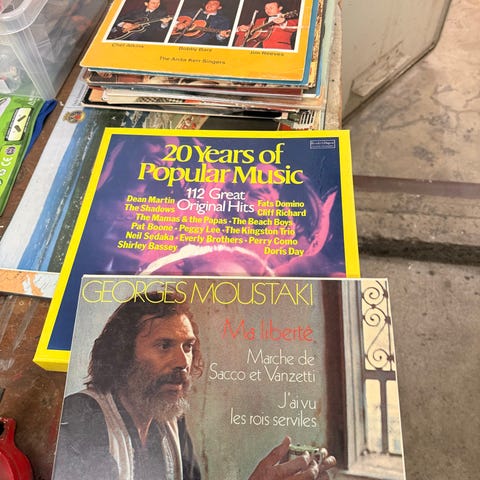 Chet Atkins
Bobby Bare
Jim Reeves
The Anita Kerr Singers
20 Years of
Popular Music
112 Great
Original Hits
Dean Martin
The Shadows
Fats Domino
Cliff Richard
The Mamas & the Papas • The Beach Boys
Pat Boone • Peggy Lee • The Kingston Trio
Neil Sedaka • Everly Brothers • Perry Como
Shirley Bassey
Doris Day
GEORGES MOUSTAKI
Ma liberté
Marche de
Sacco et Vanzetti
J'ai vu
les rois serviles